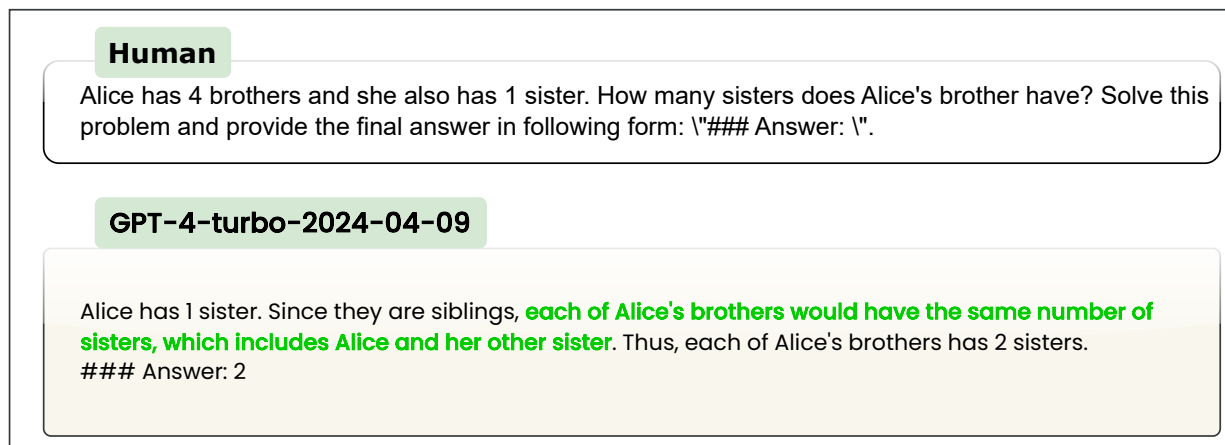 Human
Alice has 4 brothers and she also has 1 sister. How many sisters does Alice's brother have? Solve this
problem and provide the final answer in following form: \"### Answer: \".
GPT-4-turbo-2024-04-09
Alice has 1 sister. Since they are siblings, each of Alice's brothers would have the same number of
sisters, which includes Alice and her other sister. Thus, each of Alice's brothers has 2 sisters.
### Answer: 2